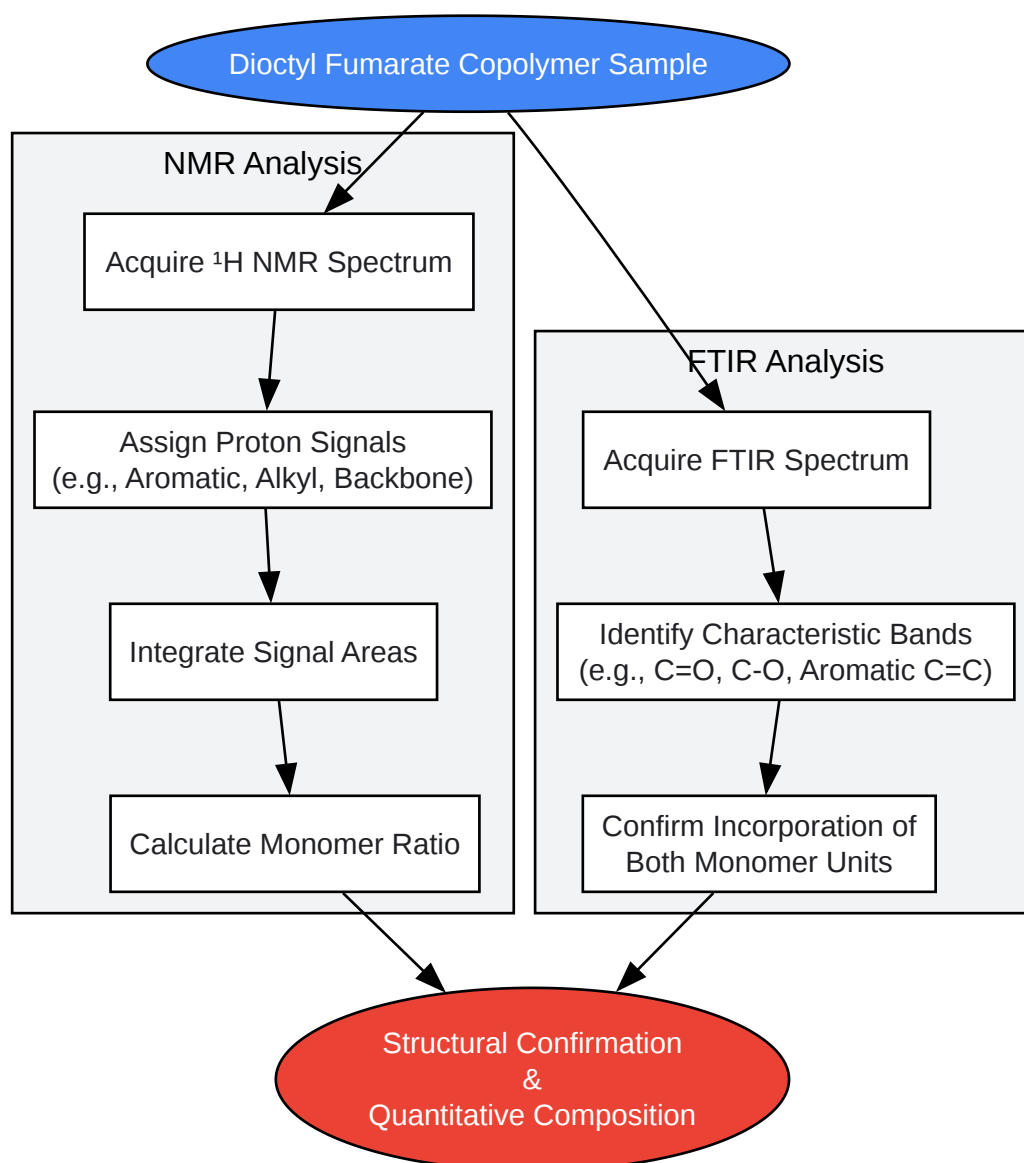 Dioctyl Fumarate Copolymer Sample
NMR Analysis
Acquire ¹H NMR Spectrum
Assign Proton Signals
(e.g., Aromatic, Alkyl, Backbone)
Integrate Signal Areas
Calculate Monomer Ratio
FTIR Analysis
Acquire FTIR Spectrum
Identify Characteristic Bands
(e.g., C=O, C-O, Aromatic C=C)
Confirm Incorporation of
Both Monomer Units
Structural Confirmation
&
Quantitative Composition